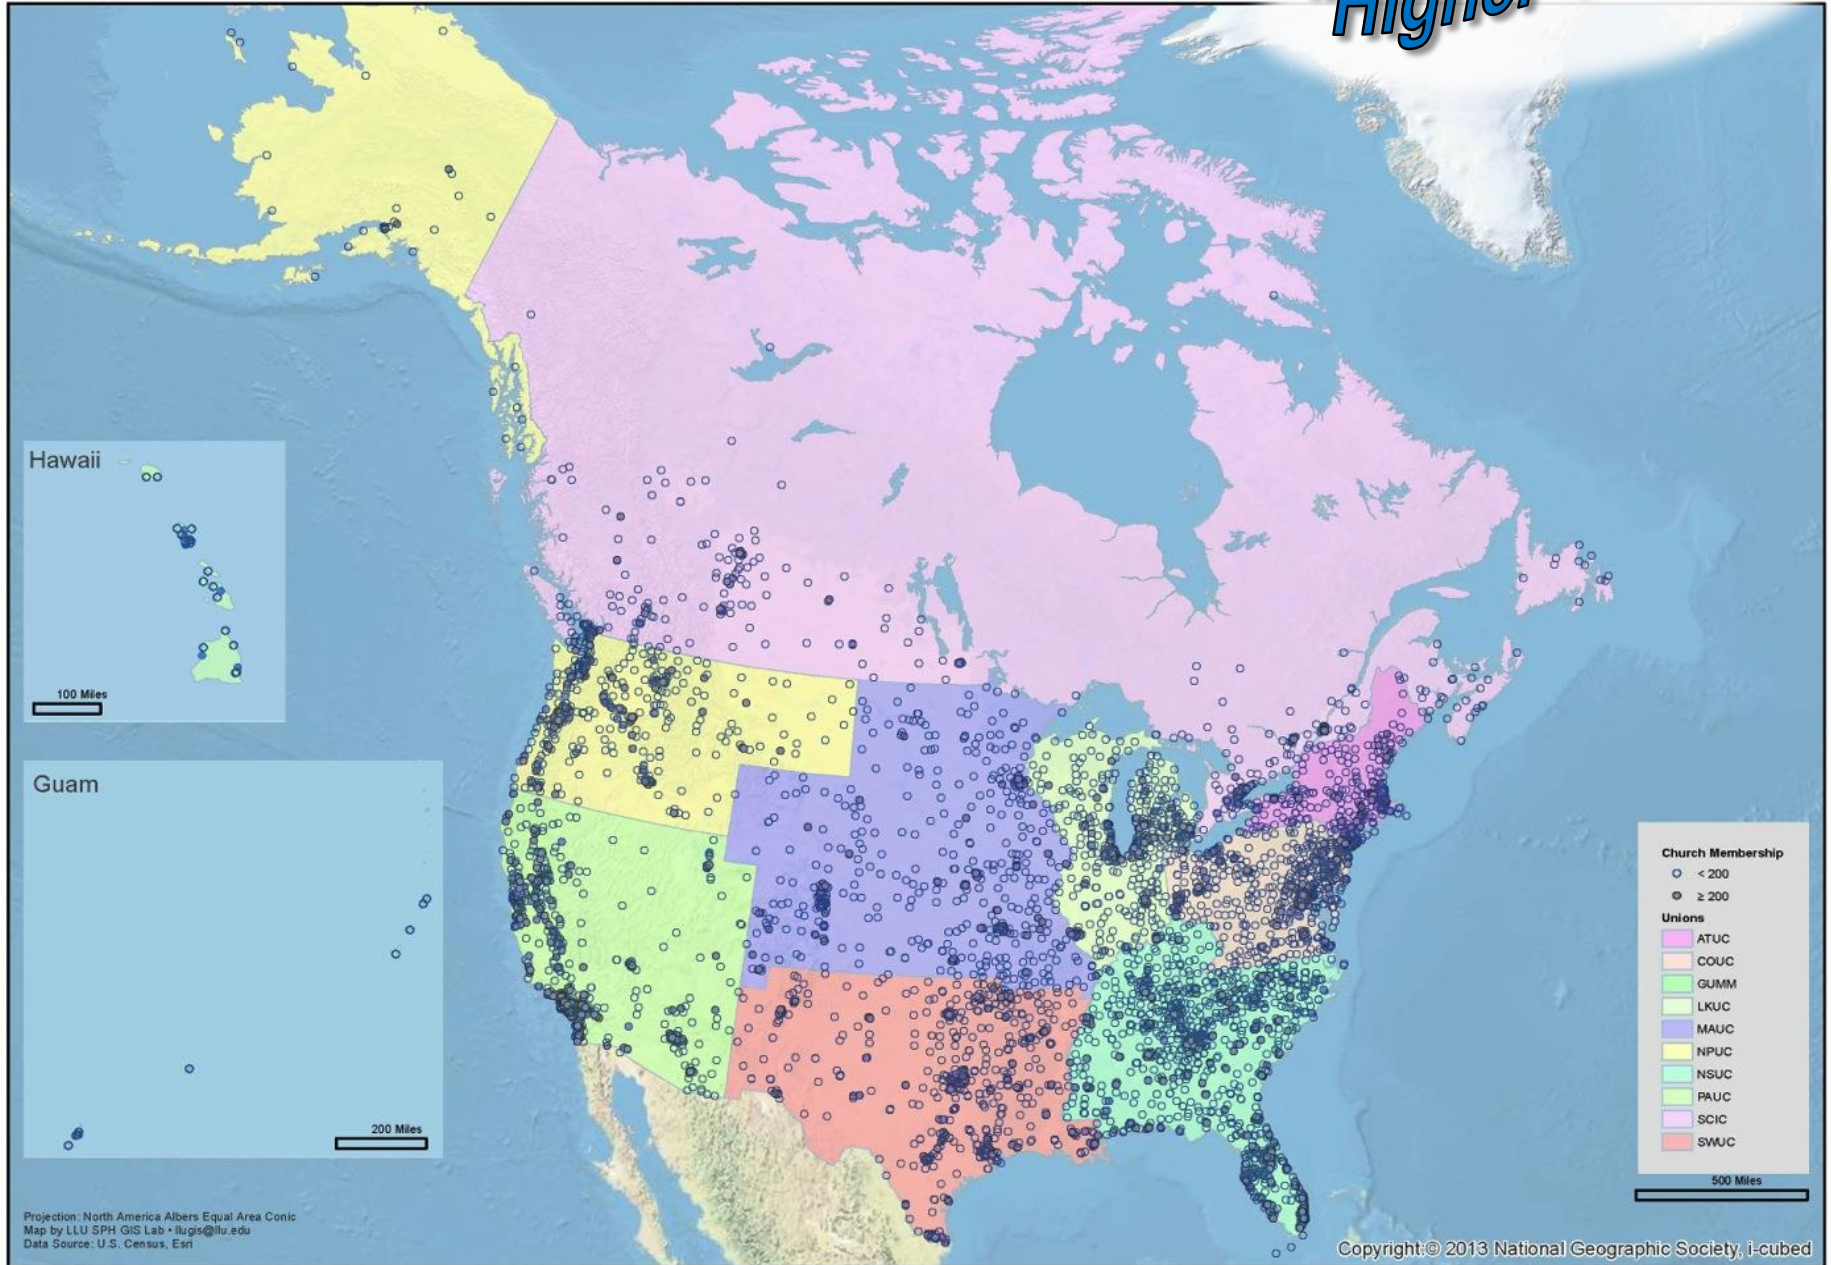 Higher
Hawaii
100 Miles
Guam
200 Miles
Church Membership
< 200
≥ 200
Unions
ATUC
COUC
GUMM
LKUC
MAUC
NPUC
NSUC
PAUC
SCIC
SWUC
500 Miles
Projection: North America Albers Equal Area Conic
Map by LLU SPH GIS Lab • llugis@llu.edu
Data Source: U.S. Census, Esri
Copyright:© 2013 National Geographic Society, i-cubed